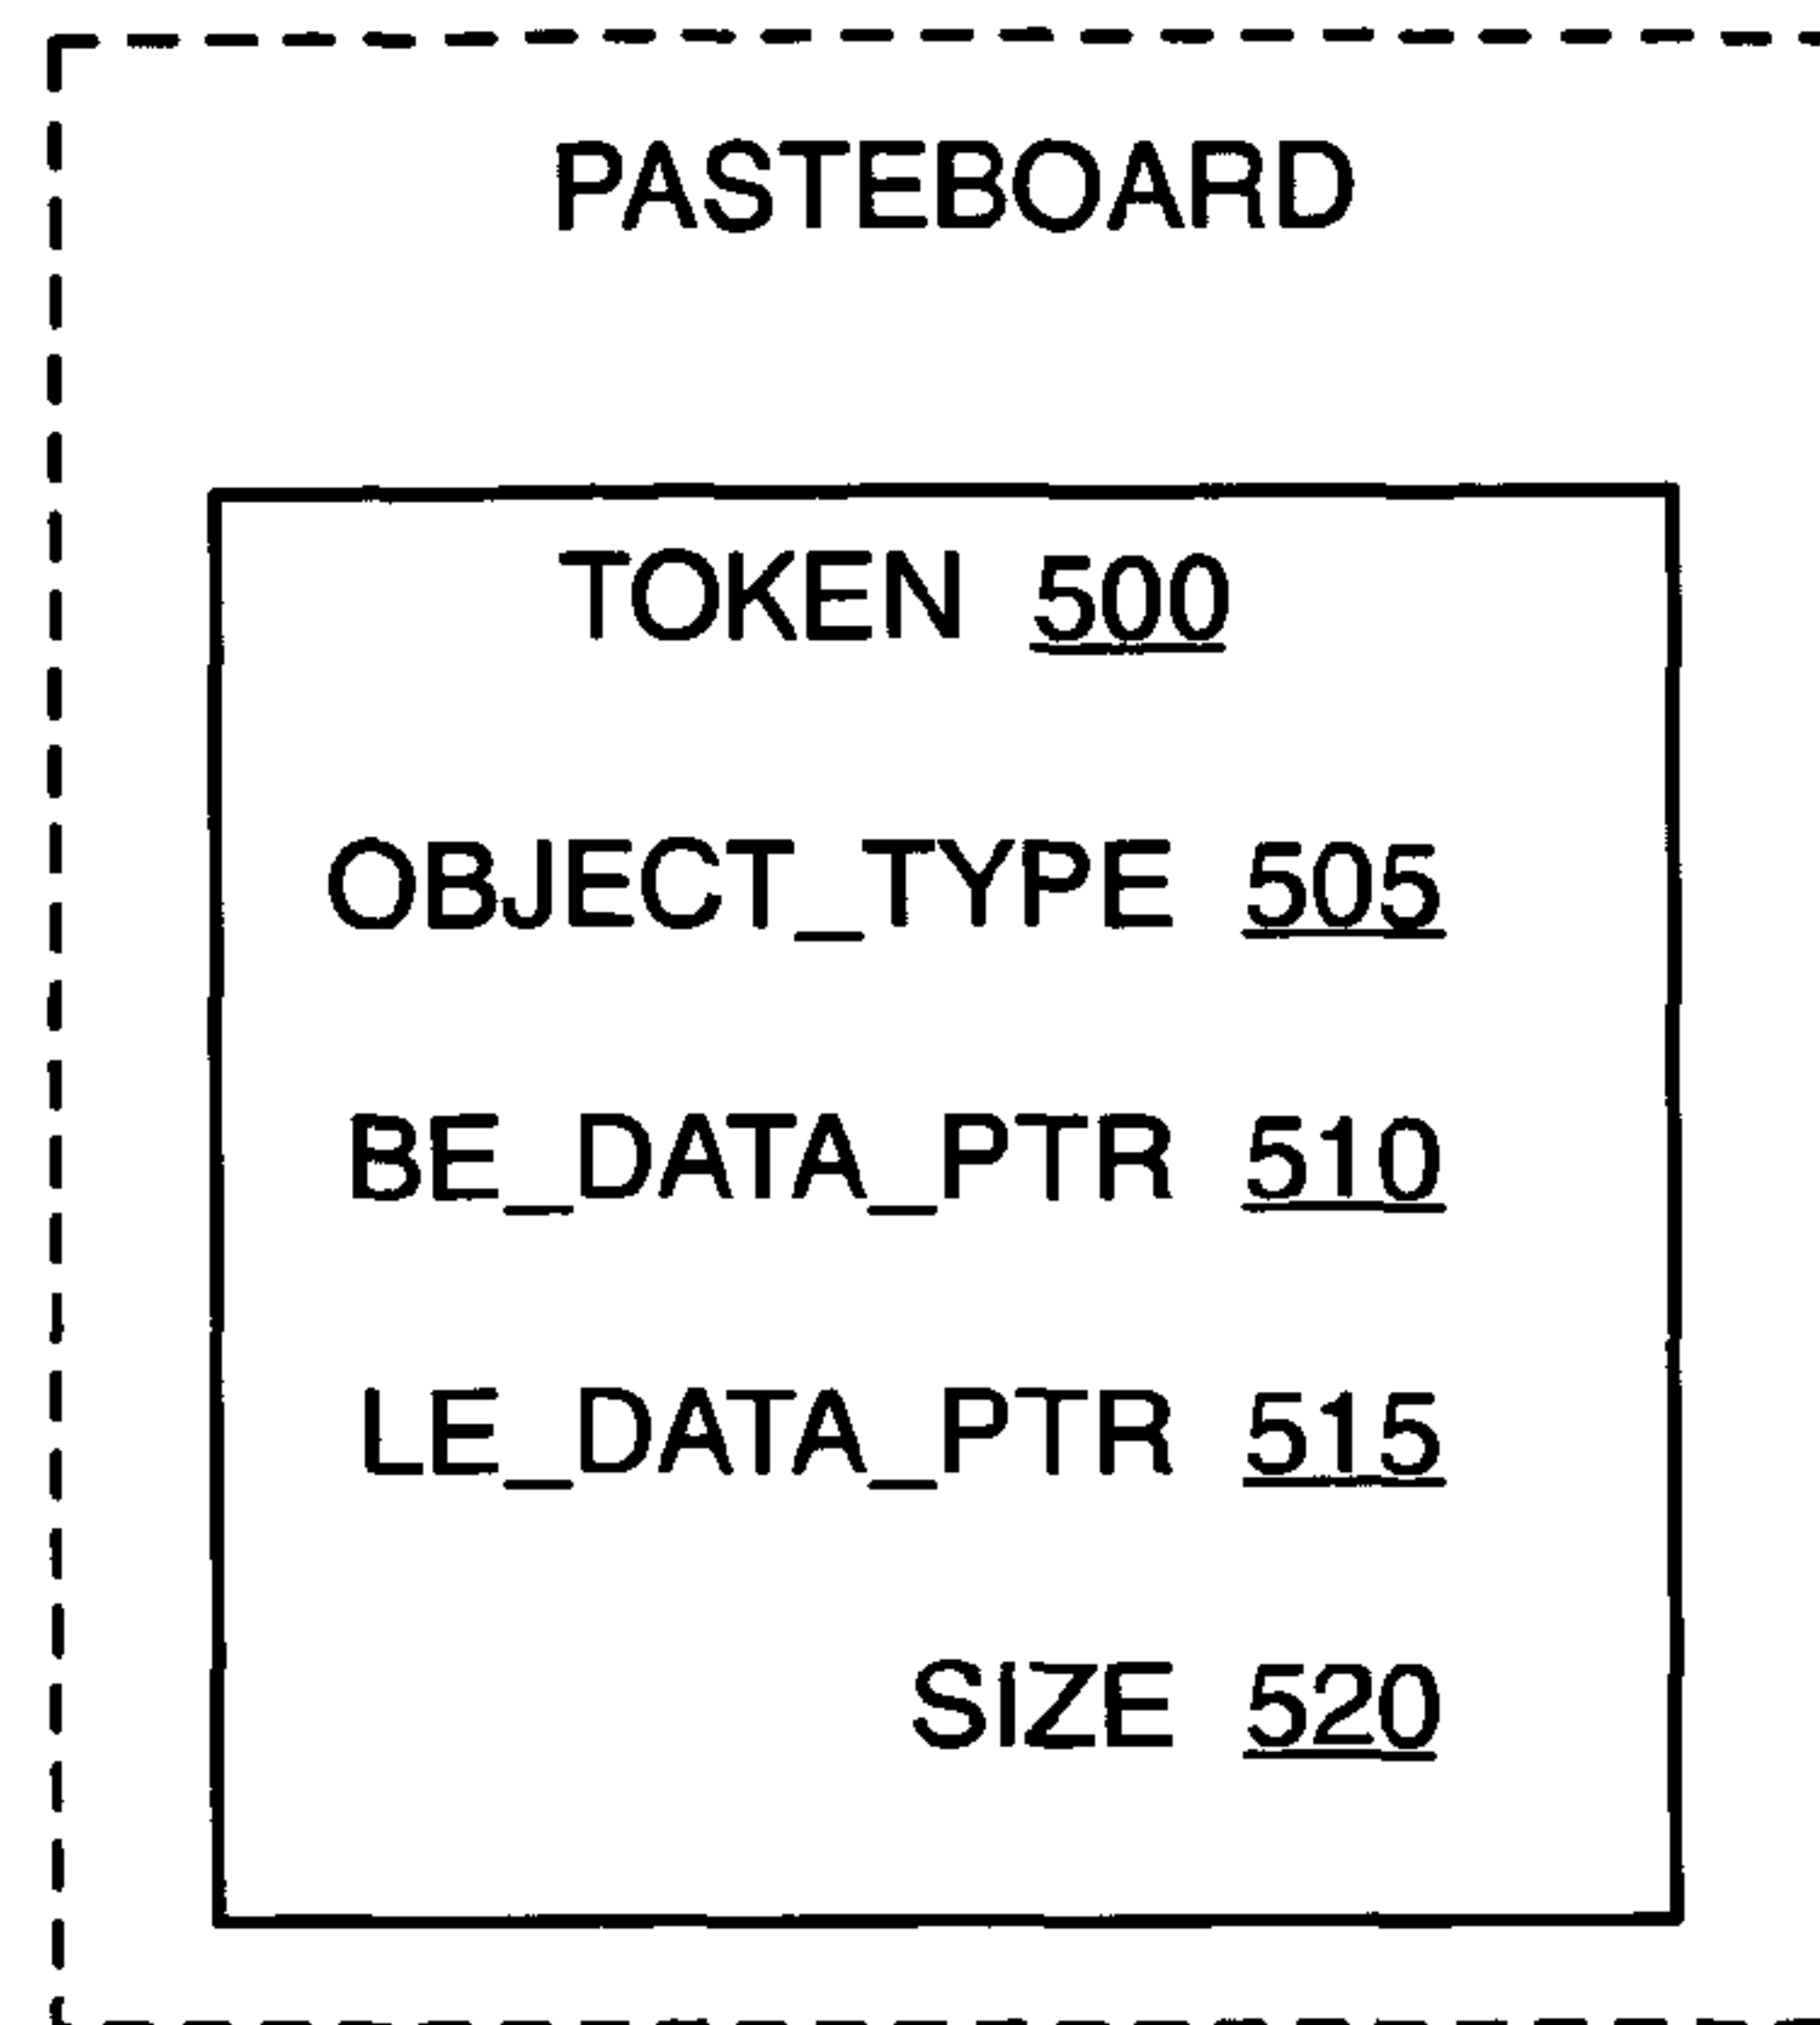 PASTEBOARD
TOKEN 500
OBJECT_TYPE 505
BE_DATA_PTR 510
LE_DATA_PTR 515
SIZE 520